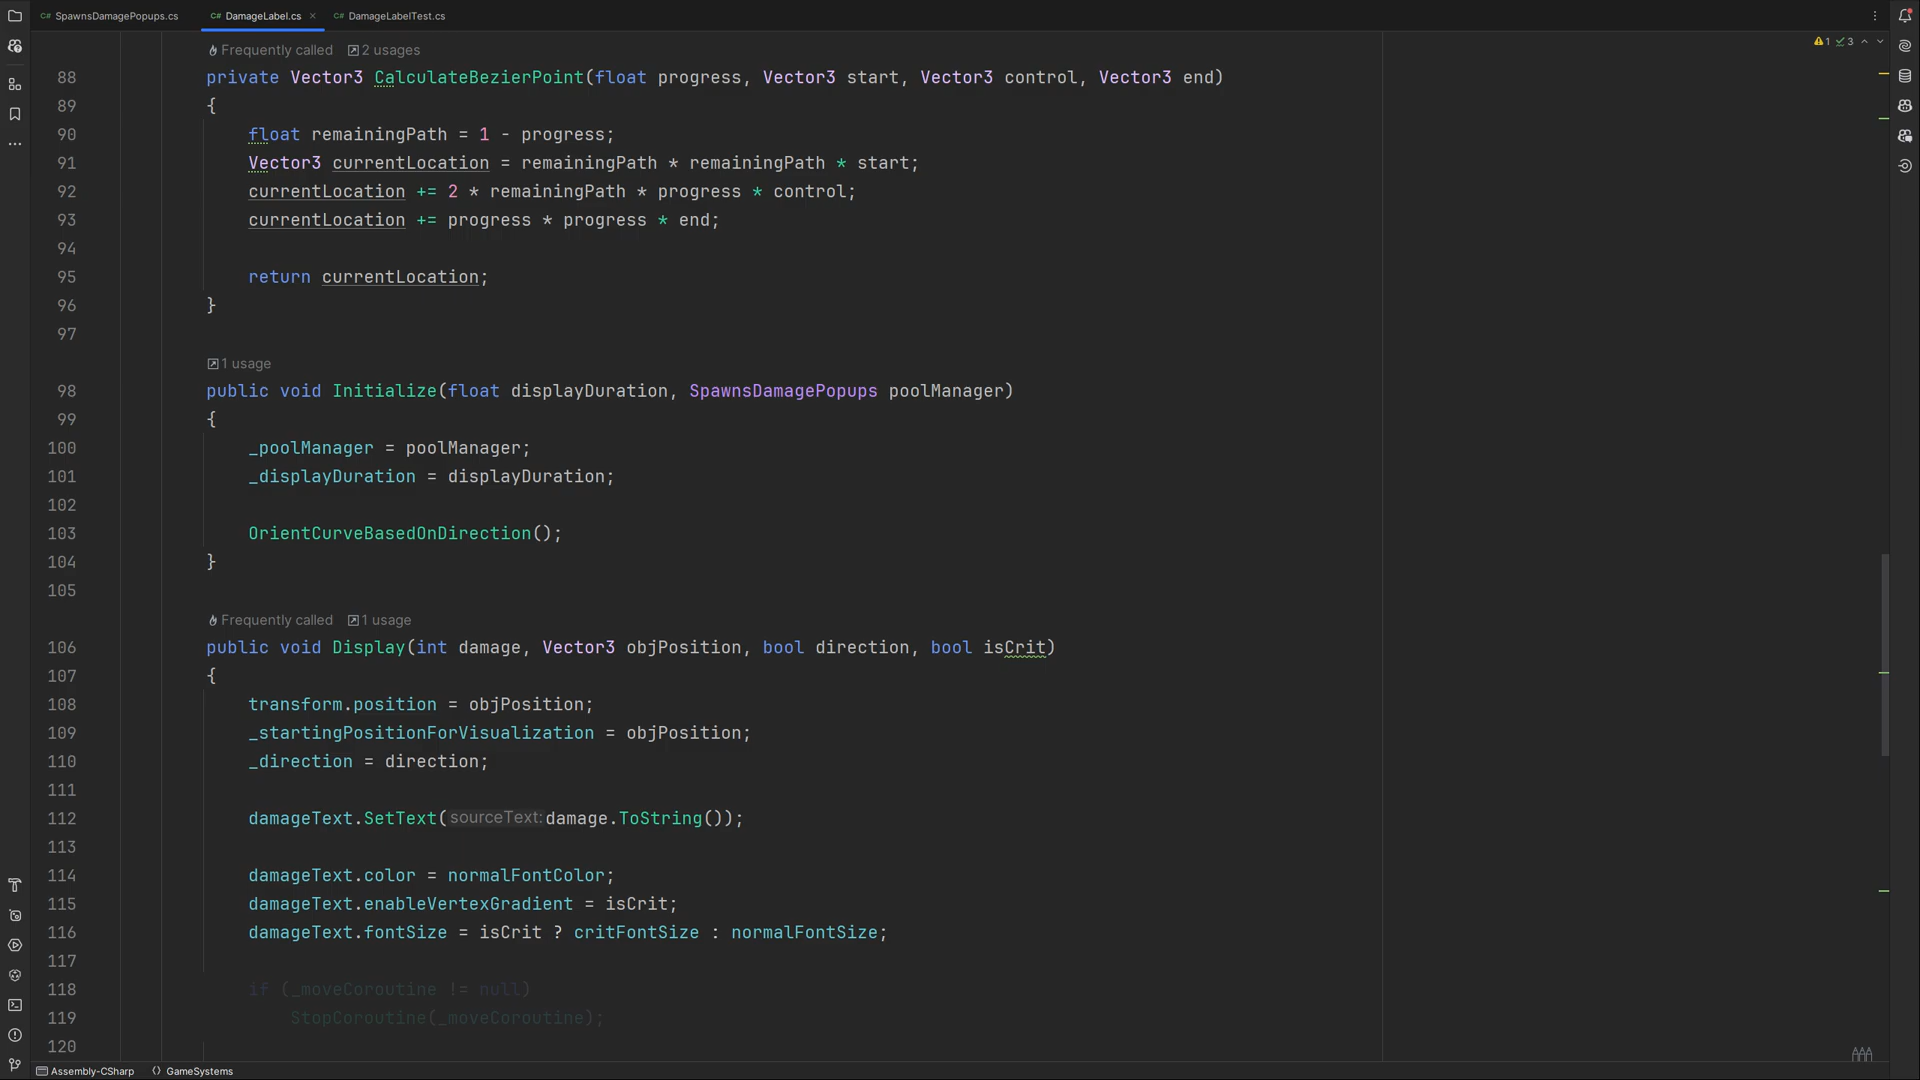 SpawnsDamagePopups.cs
DamageLabel.cs
DamageLabelTest.cs
1 3
Frequently called 2 usages
88 private Vector3 CalculateBezierPoint(float progress, Vector3 start, Vector3 control, Vector3 end)
89 {
90 float remainingPath = 1 - progress;
91 Vector3 currentLocation = remainingPath * remainingPath * start;
92 currentLocation += 2 * remainingPath * progress * control;
93 currentLocation += progress * progress * end;
94
95 return currentLocation;
96 }
97
1 usage
98 public void Initialize(float displayDuration, SpawnsDamagePopups poolManager)
99 {
100 _poolManager = poolManager;
101 _displayDuration = displayDuration;
102
103 OrientCurveBasedOnDirection();
104 }
105
Frequently called 1 usage
106 public void Display(int damage, Vector3 objPosition, bool direction, bool isCrit)
107 {
108 transform.position = objPosition;
109 _startingPositionForVisualization = objPosition;
110 _direction = direction;
111
112 damageText.SetText(sourceText:damage.ToString());
113
114 damageText.color = normalFontColor;
115 damageText.enableVertexGradient = isCrit;
116 damageText.fontSize = isCrit ? critFontSize : normalFontSize;
117
118 if (_moveCoroutine != null)
119 StopCoroutine(_moveCoroutine);
120
Assembly-CSharp GameSystems